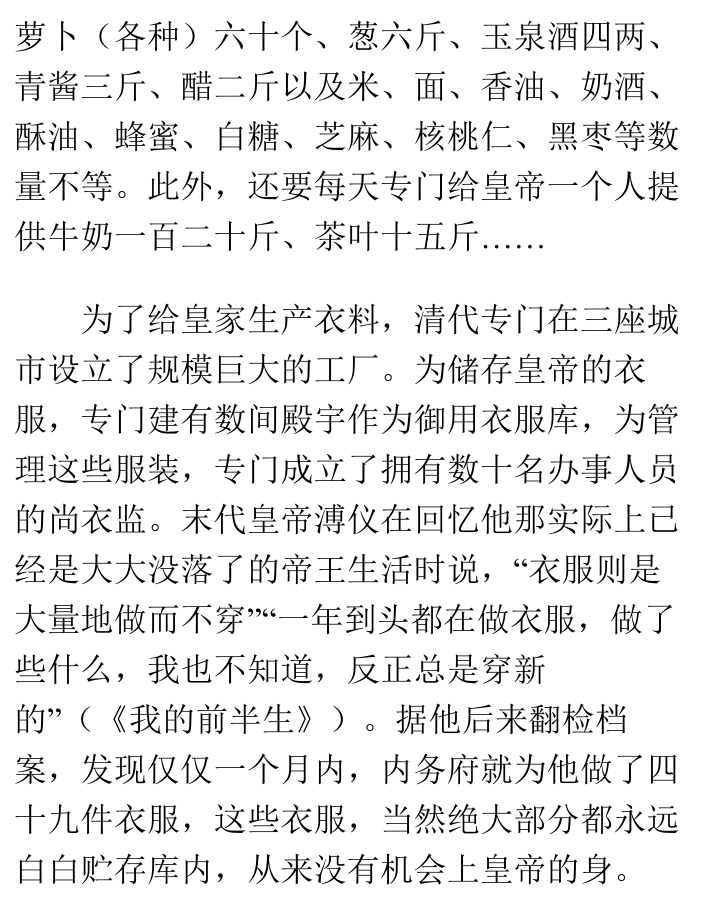 萝卜（各种）六十个、葱六斤、玉泉酒四两、
青酱三斤、醋二斤以及米、面、香油、奶酒、
酥油、蜂蜜、白糖、芝麻、核桃仁、黑枣等数
量不等。此外，还要每天专门给皇帝一个人提
供牛奶一百二十斤、茶叶十五斤……
为了给皇家生产衣料，清代专门在三座城
市设立了规模巨大的工厂。为储存皇帝的衣
服，专门建有数间殿宇作为御用衣服库，为管
理这些服装，专门成立了拥有数十名办事人员
的尚衣监。末代皇帝溥仪在回忆他那实际上已
经是大大没落了的帝王生活时说，“衣服则是
大量地做而不穿”“一年到头都在做衣服，做了
些什么，我也不知道，反正总是穿新
的”（《我的前半生》）。据他后来翻检档
案，发现仅仅一个月内，内务府就为他做了四
十九件衣服，这些衣服，当然绝大部分都永远
白白贮存库内，从来没有机会上皇帝的身。